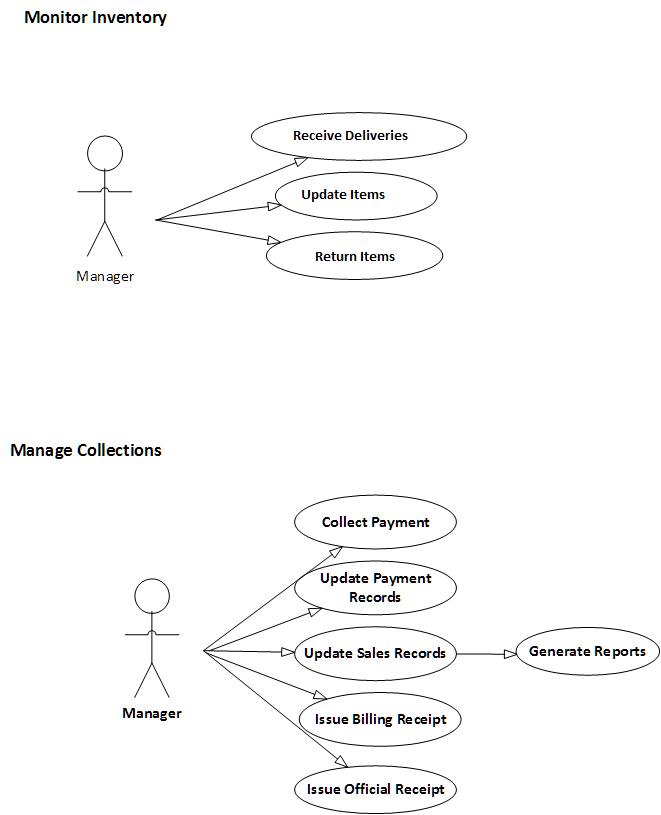 Monitor Inventory
Receive Deliveries
Update Items
Return Items
Manager
Manage Collections
Collect Payment
Update Payment
Records
Update Sales Records
Generate Reports
Manager
Issue Billing Receipt
Issue Official Receipt